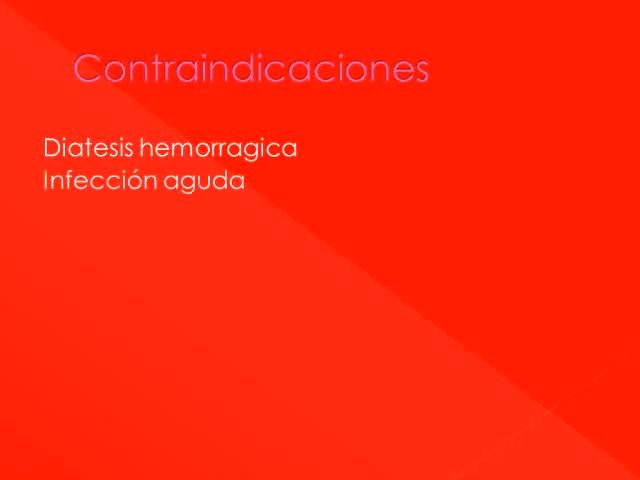 Contraindicaciones
Diatesis hemorragica
Infección aguda